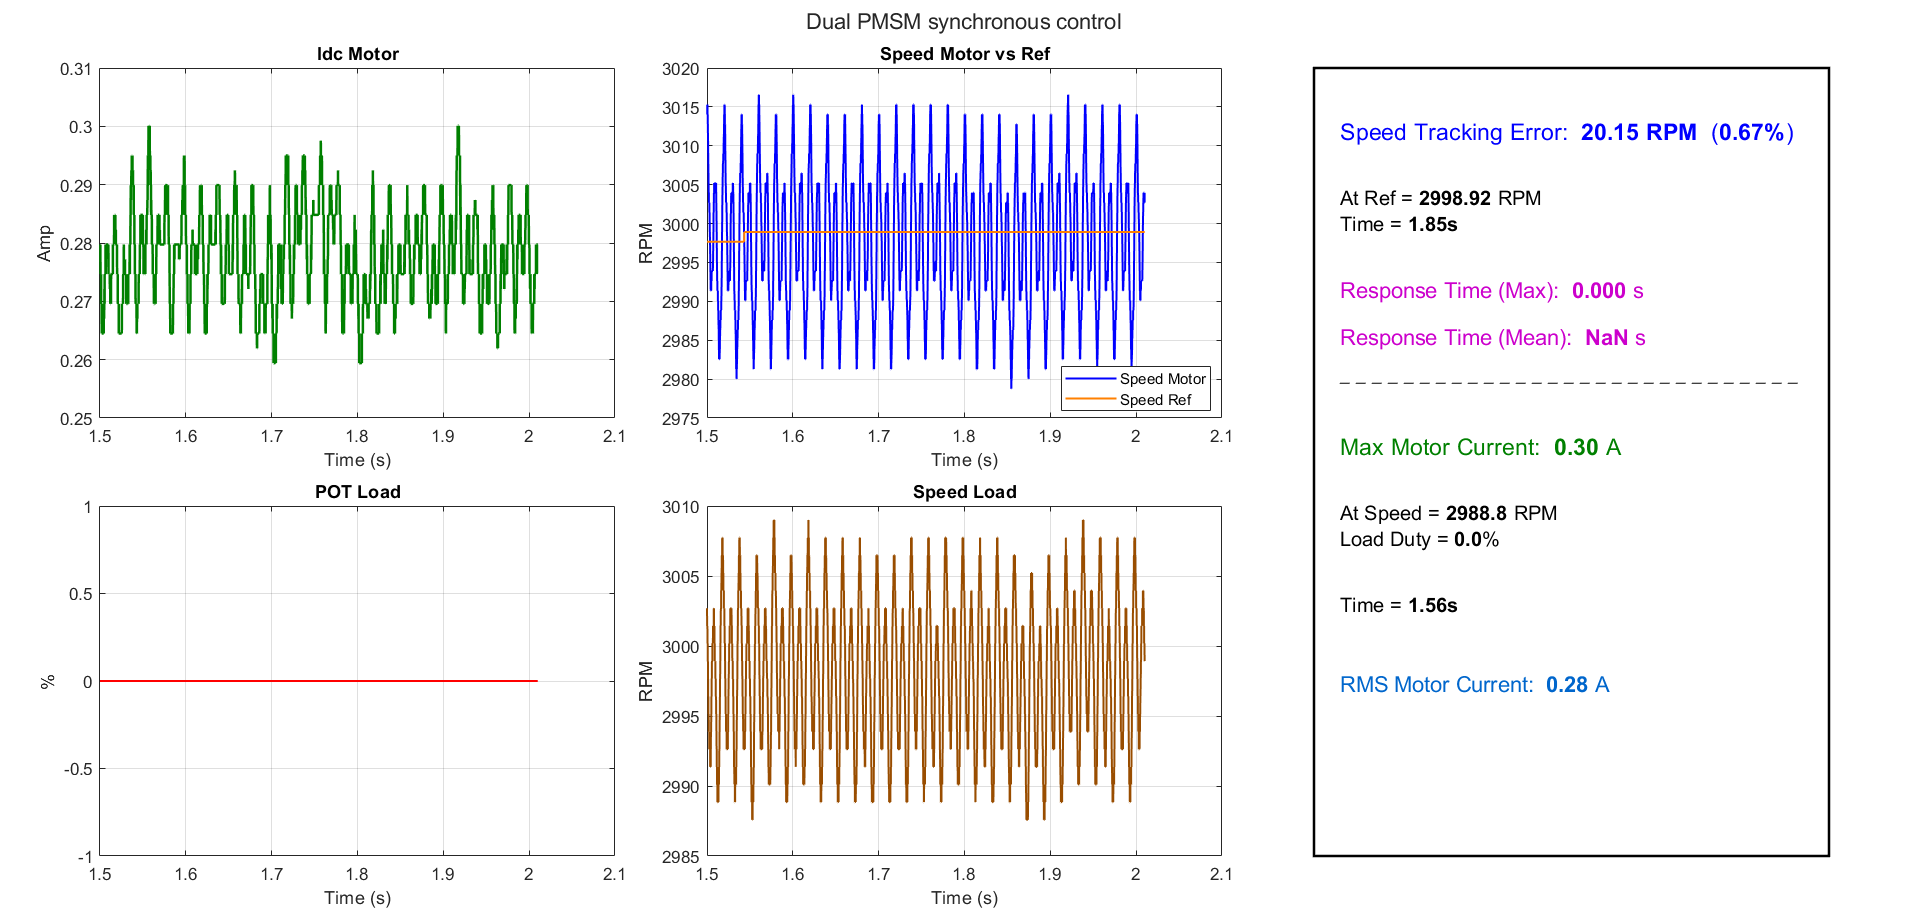 Dual PMSM synchronous control
Idc Motor
0.31
0.3
0.29
0.28
0.27
0.26
0.25
Amp
1.5 1.6 1.7 1.8 1.9 2 2.1
Time (s)
Speed Motor vs Ref
3020
3015
3010
3005
3000
2995
2990
2985
2980
2975
RPM
Speed Motor
Speed Ref
1.5 1.6 1.7 1.8 1.9 2 2.1
Time (s)
POT Load
1
0.5
0
-0.5
-1
%
1.5 1.6 1.7 1.8 1.9 2 2.1
Time (s)
Speed Load
3010
3005
3000
2995
2990
2985
RPM
1.5 1.6 1.7 1.8 1.9 2 2.1
Time (s)
Speed Tracking Error: 20.15 RPM (0.67%)
At Ref = 2998.92 RPM
Time = 1.85s
Response Time (Max): 0.000 s
Response Time (Mean): NaN s
_ _ _ _ _ _ _ _ _ _ _ _ _ _ _ _ _ _ _ _ _ _ _ _ _ _ _ _ _
Max Motor Current: 0.30 A
At Speed = 2988.8 RPM
Load Duty = 0.0%
Time = 1.56s
RMS Motor Current: 0.28 A